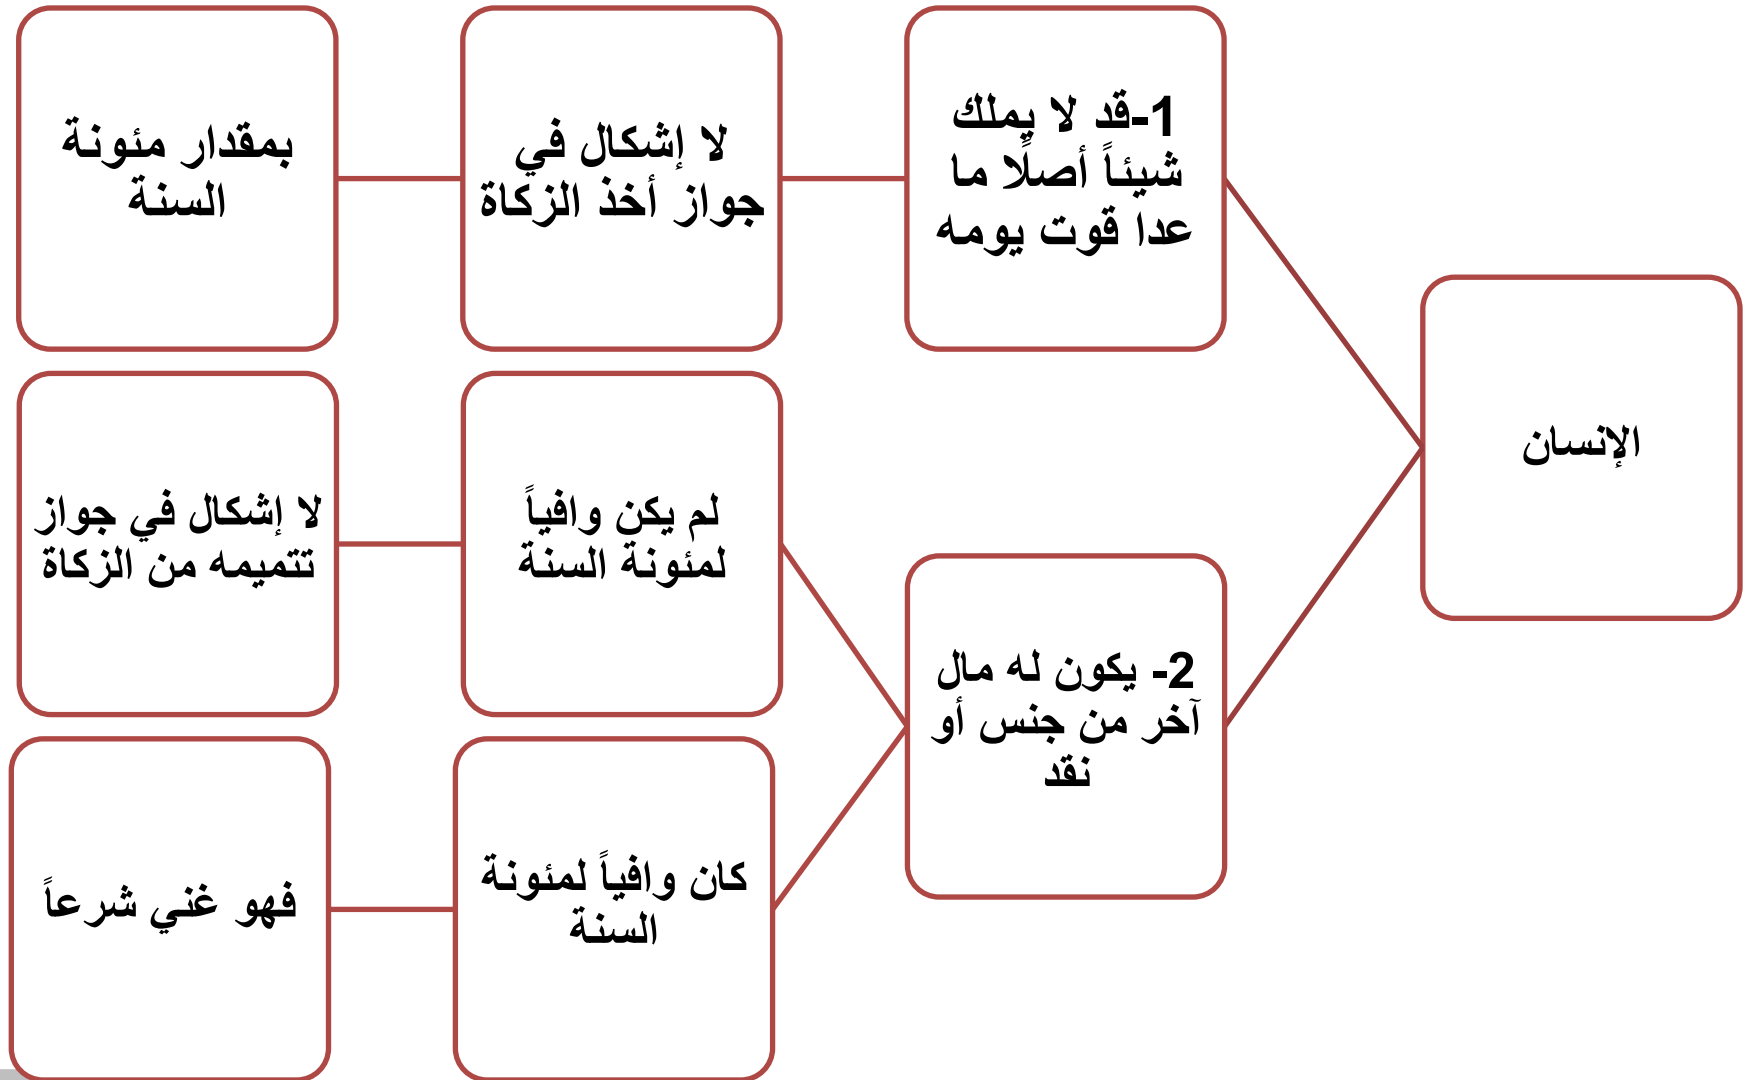 الإنسان
1-قد لا يملك
شيئاً أصلًا ما
عدا قوت يومه
لا إشكال في
جواز أخذ الزكاة
بمقدار مئونة
السنة
2- يكون له مال
آخر من جنس أو
نقد
لم يكن وافياً
لمئونة السنة
لا إشكال في جواز
تتميمه من الزكاة
كان وافياً لمئونة
السنة
فهو غني شرعاً